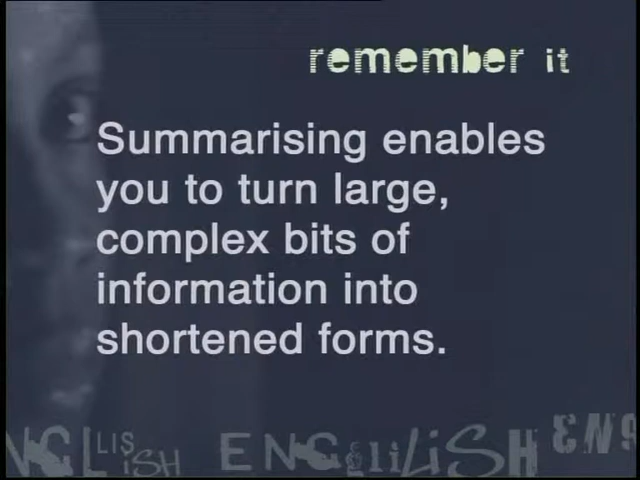 remember it
Summarising enables
you to turn large,
complex bits of
information into
shortened forms.
ENGLISH